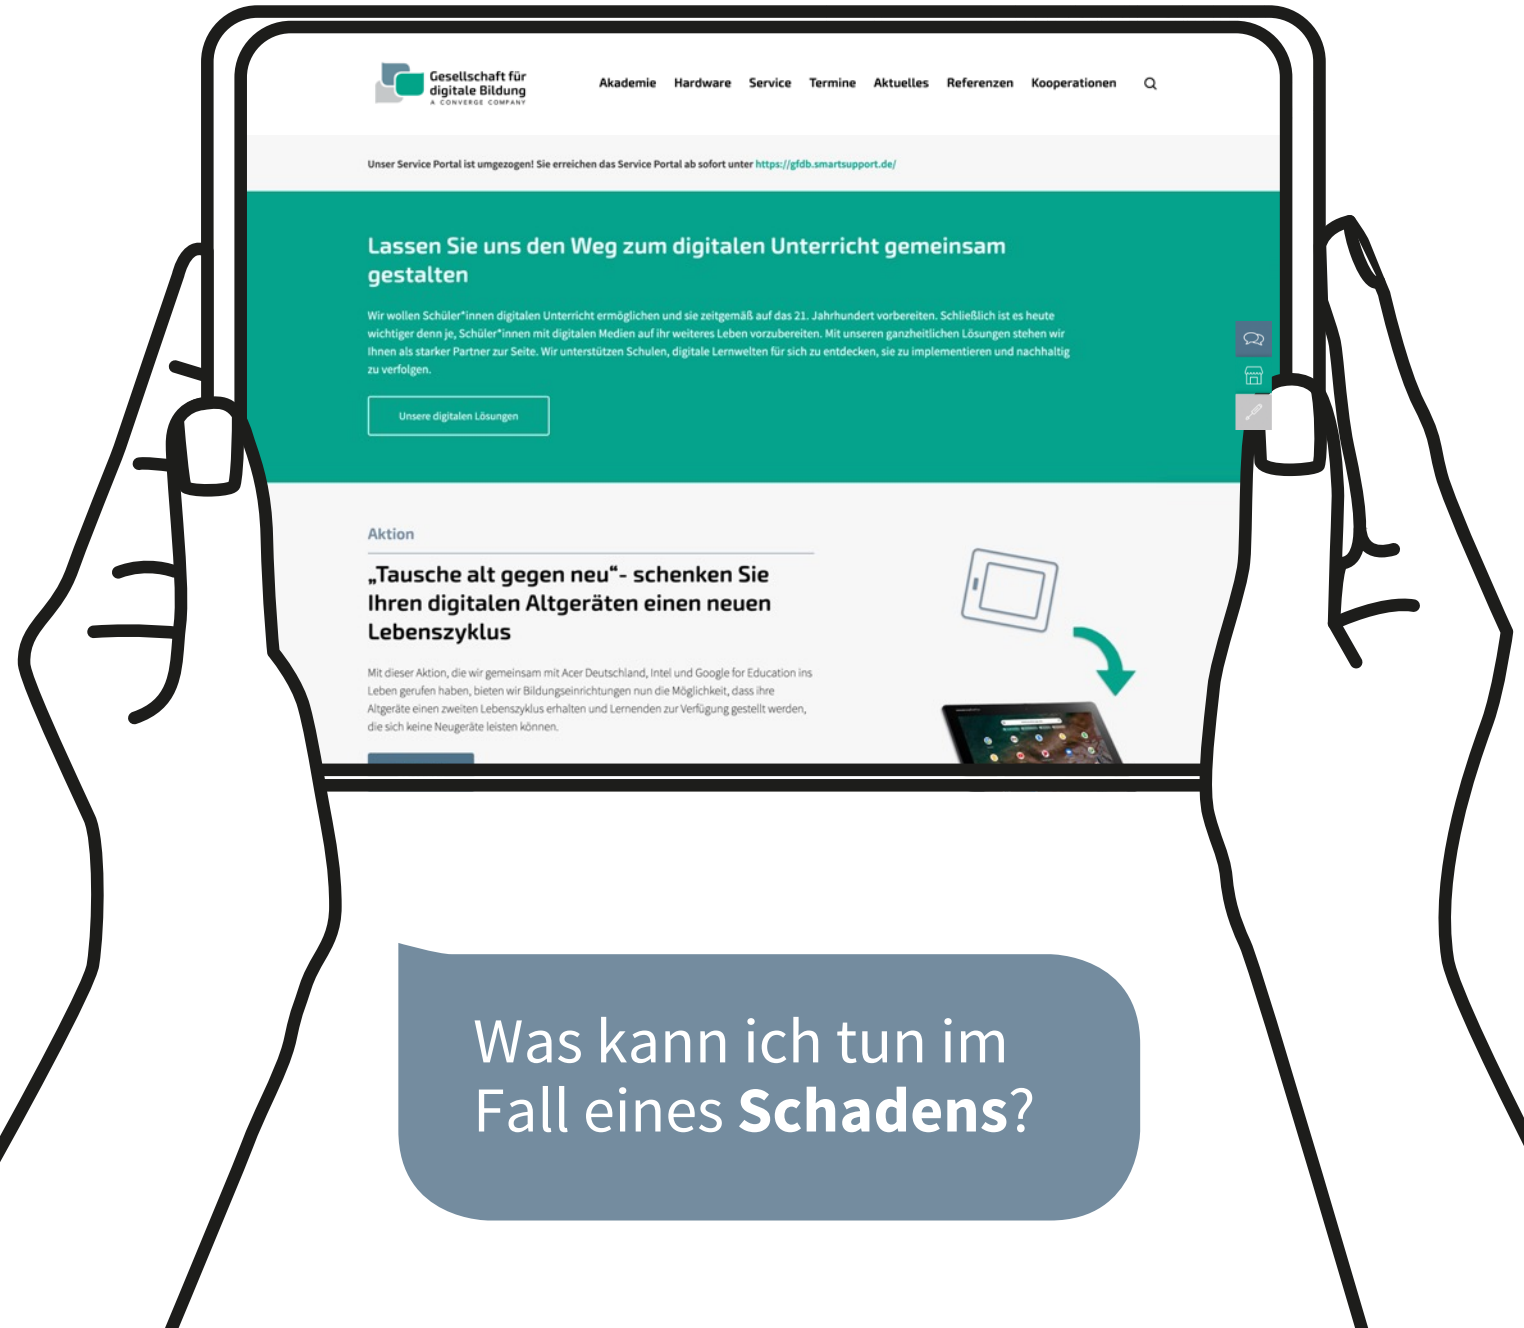 Gesellschaft für
digitale Bildung
A CONVERGE COMPANY
Akademie Hardware Service Termine Aktuelles Referenzen Kooperationen
Unser Service Portal ist umgezogen! Sie erreichen das Service Portal ab sofort unter https://gfdb.smartsupport.de/
Lassen Sie uns den Weg zum digitalen Unterricht gemeinsam
gestalten
Wir wollen Schüler*innen digitalen Unterricht ermöglichen und sie zeitgemäß auf das 21. Jahrhundert vorbereiten. Schließlich ist es heute
wichtiger denn je, Schüler*innen mit digitalen Medien auf ihr weiteres Leben vorzubereiten. Mit unseren ganzheitlichen Lösungen stehen wir
Ihnen als starker Partner zur Seite. Wir unterstützen Schulen, digitale Lernwelten für sich zu entdecken, sie zu implementieren und nachhaltig
zu verfolgen.
Unsere digitalen Lösungen
Aktion
„Tausche alt gegen neu“- schenken Sie
Ihren digitalen Altgeräten einen neuen
Lebenszyklus
Mit dieser Aktion, die wir gemeinsam mit Acer Deutschland, Intel und Google for Education ins
Leben gerufen haben, bieten wir Bildungseinrichtungen nun die Möglichkeit, dass ihre
Altgeräte einen zweiten Lebenszyklus erhalten und Lernenden zur Verfügung gestellt werden,
die sich keine Neugeräte leisten können.
Was kann ich tun im
Fall eines Schadens?